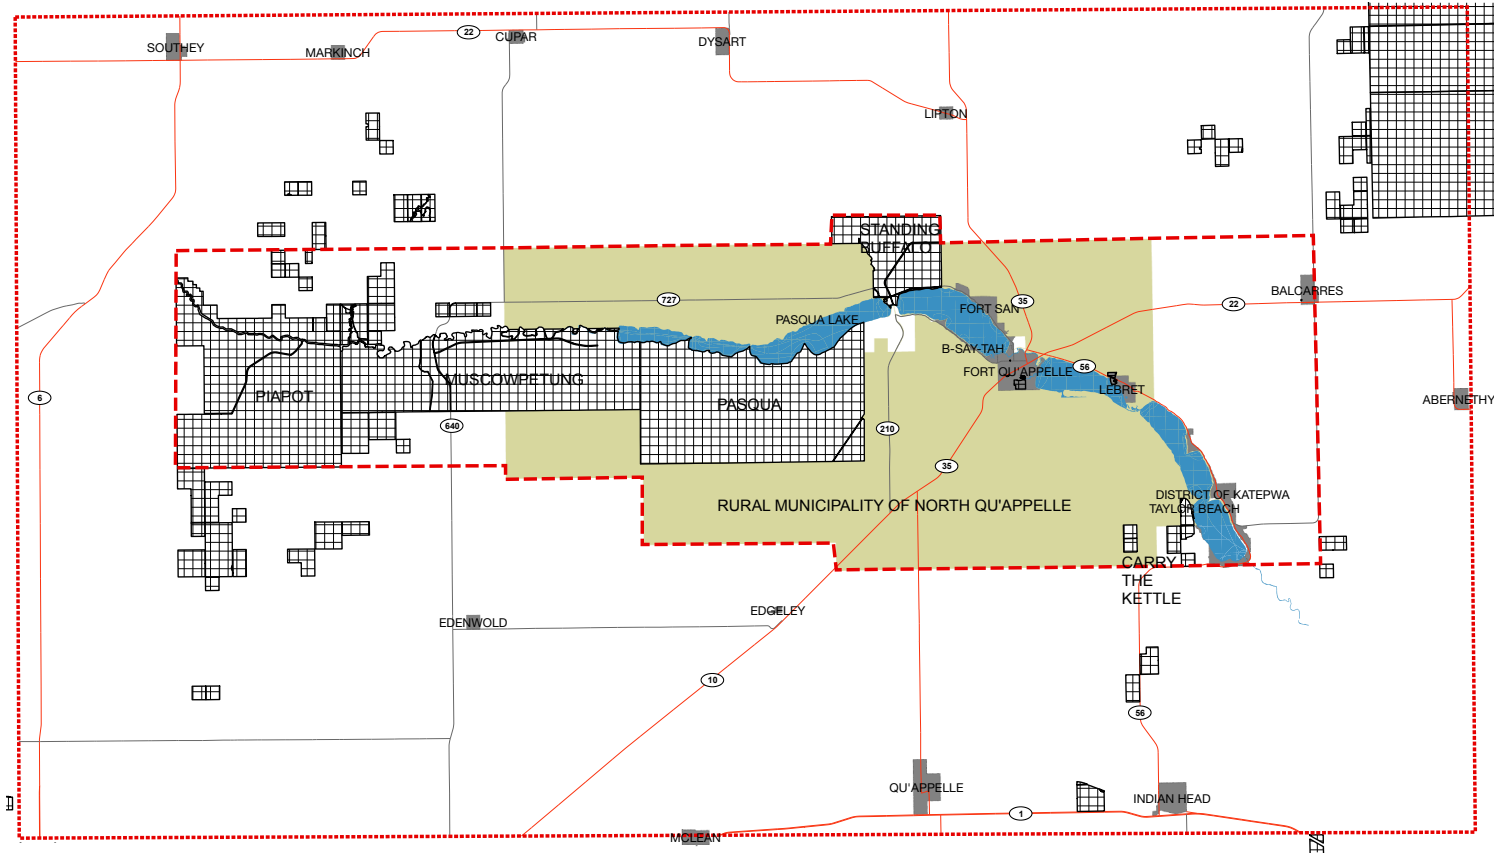 22
CUPAR
SOUTHEY
MARKINCH
DYSART
LIPTON
STANDING
BUFFALO
BALCARRES
727
35
22
FORT SAN
PASQUA LAKE
B-SAY-TAH
56
FORT QU'APPELLE
MUSCOWPETUNG
LEBRET
6
PIAPOT
PASQUA
ABERNETHY
640
210
35
DISTRICT OF KATEPWA
RURAL MUNICIPALITY OF NORTH QU'APPELLE
TAYLOR BEACH
CARRY
THE
KETTLE
EDGELEY
EDENWOLD
10
56
QU'APPELLE
INDIAN HEAD
1
MCLEAN